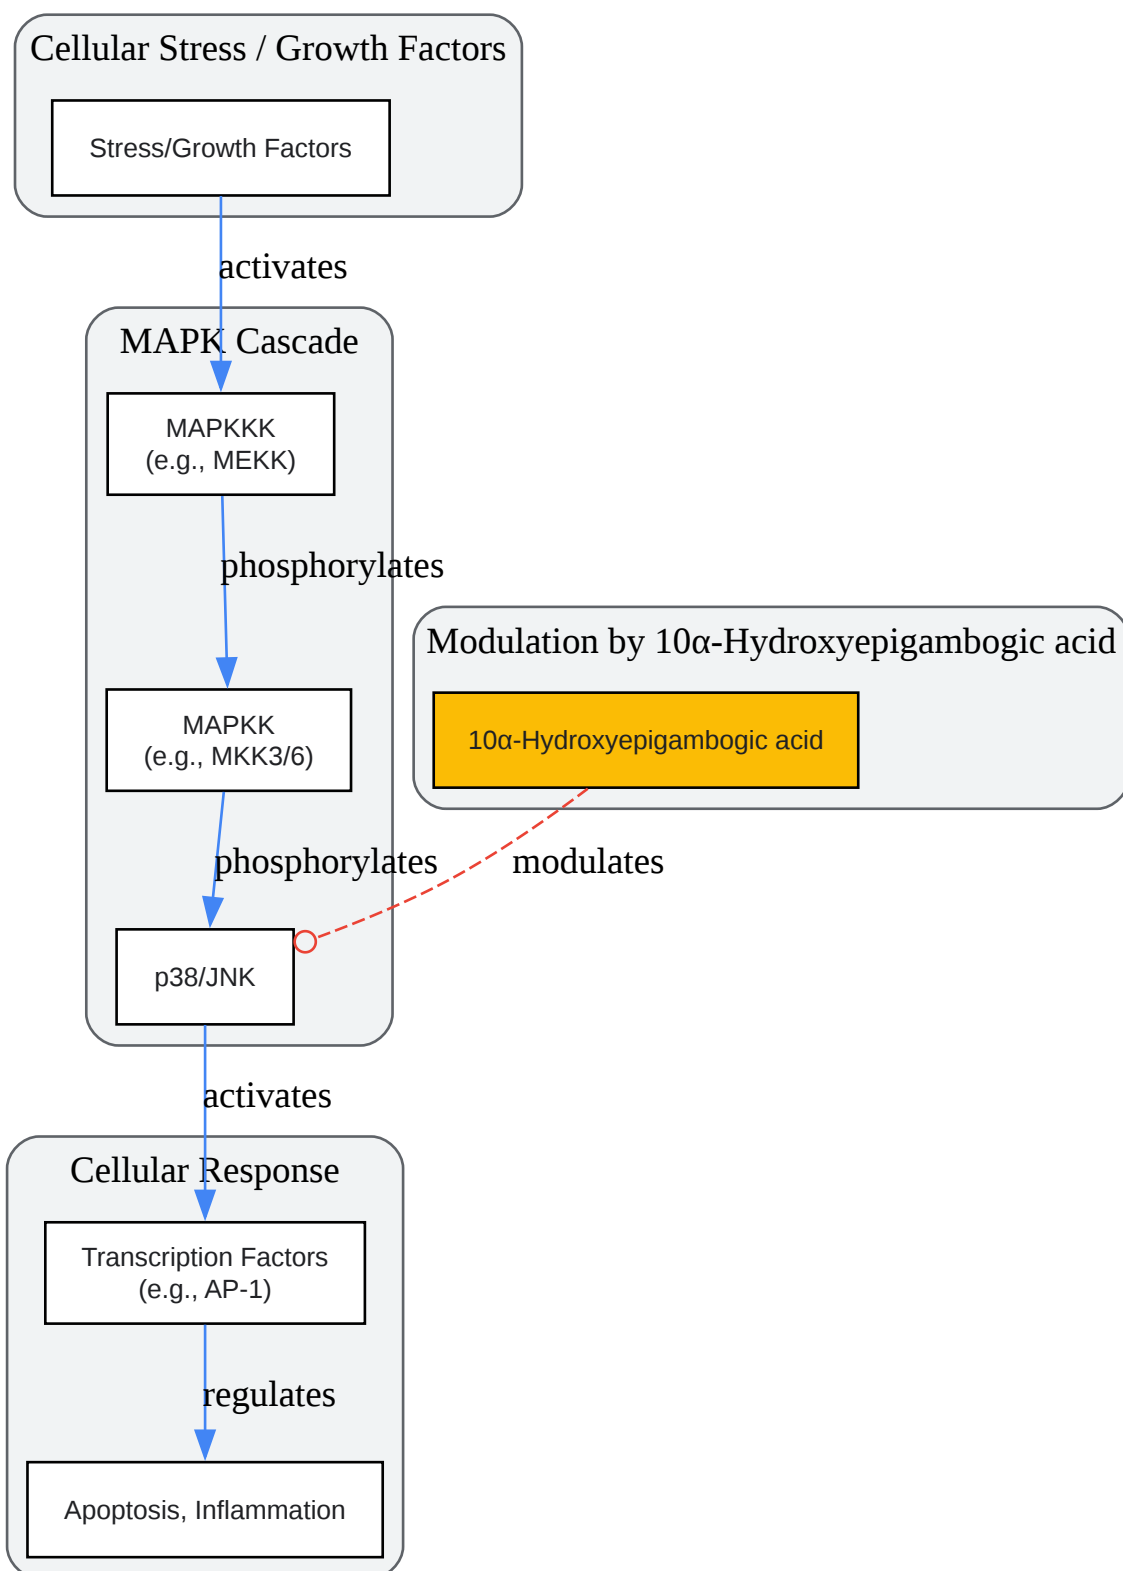 Cellular Stress / Growth Factors
Stress/Growth Factors
activates
MAPK Cascade
MAPKKK
(e.g., MEKK)
phosphorylates
MAPKK
(e.g., MKK3/6)
Modulation by 10α-Hydroxyepigambogic acid
10α-Hydroxyepigambogic acid
phosphorylates
modulates
p38/JNK
activates
Cellular Response
Transcription Factors
(e.g., AP-1)
regulates
Apoptosis, Inflammation